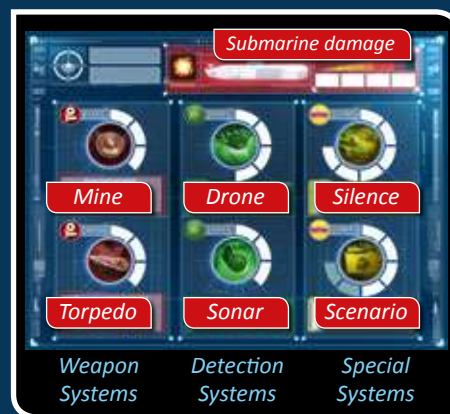 Submarine damage
Mine
Drone
Silence
Torpedo
Sonar
Scenario
Weapon
Systems
Detection
Systems
Special
Systems